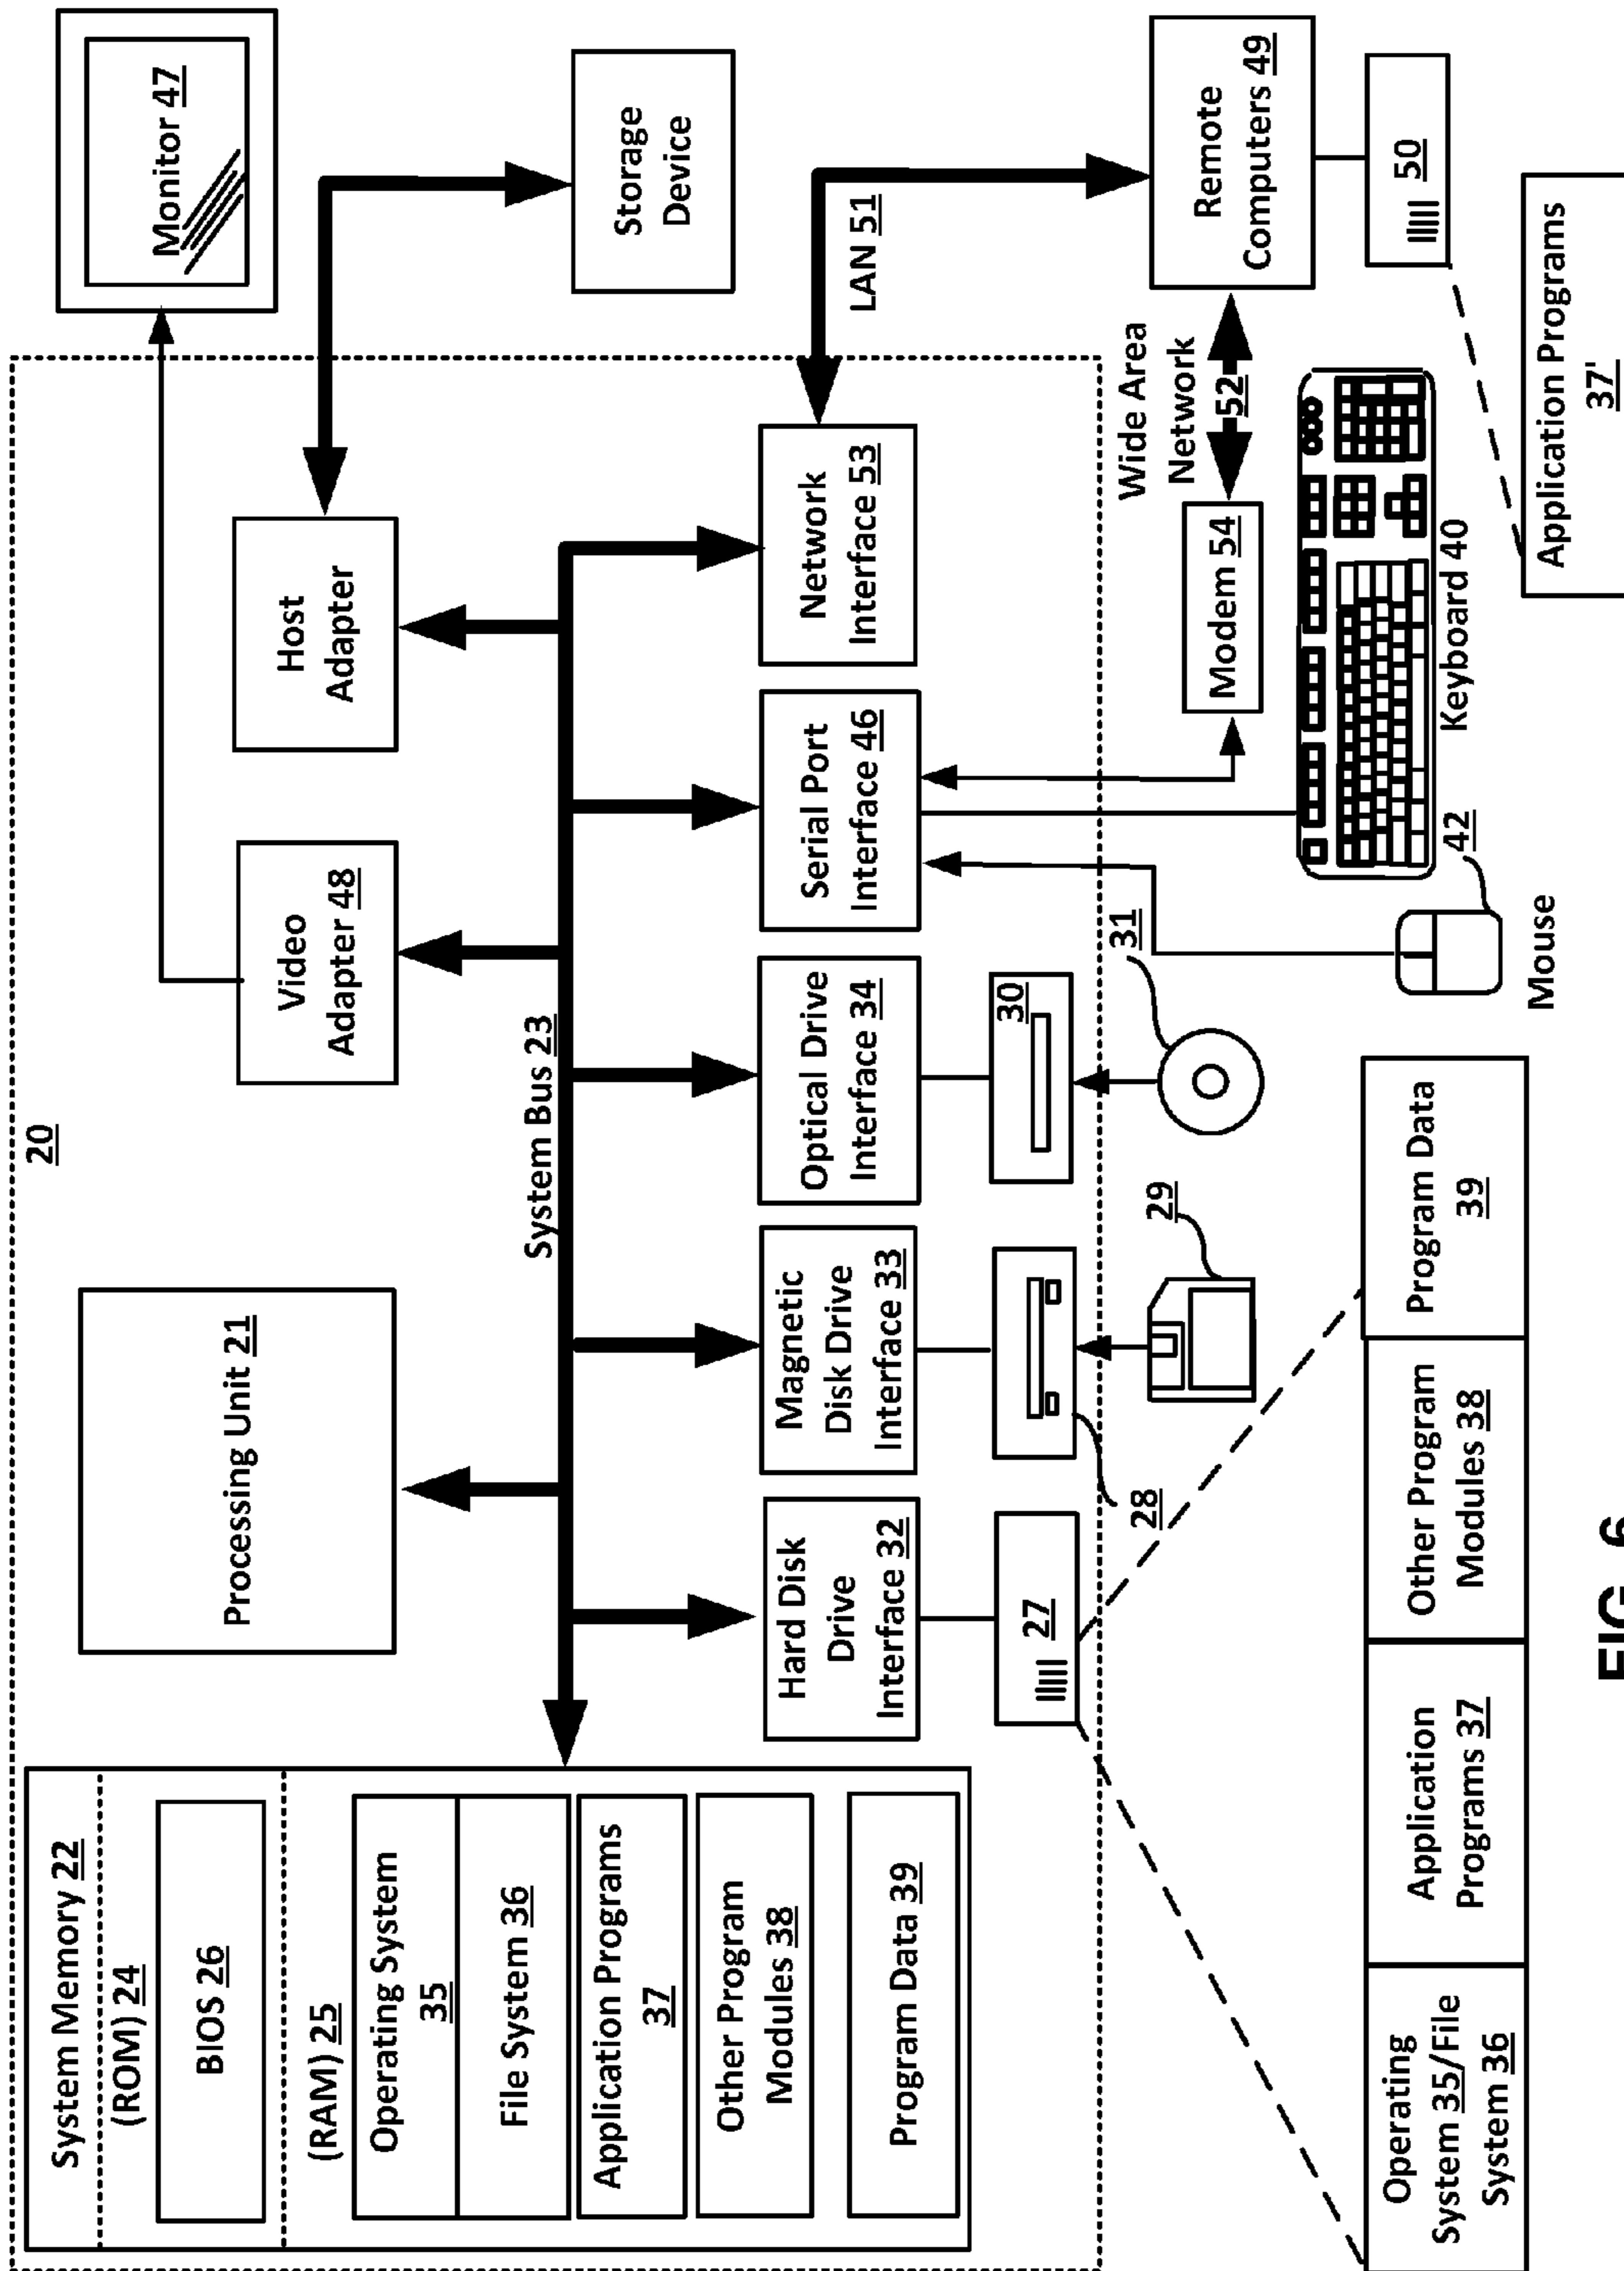 20
System Memory 22
(ROM) 24
BIOS 26
(RAM) 25
Operating System
35
File System 36
Application Programs
37
Other Program
Modules 38
Program Data 39
Processing Unit 21
Video
Adapter 48
Host
Adapter
Monitor 47
Storage
Device
System Bus 23
Hard Disk
Drive
Interface 32
Magnetic
Disk Drive
Interface 33
Optical Drive
Interface 34
Serial Port
Interface 46
Network
Interface 53
LAN 51
27
28
29
30
31
Wide Area
Network
52
Modem 54
Remote
Computers 49
50
Keyboard 40
42
Mouse
Application Programs
37'
Operating
System 35/File
System 36
Application
Programs 37
Other Program
Modules 38
Program Data
39
FIG. 6